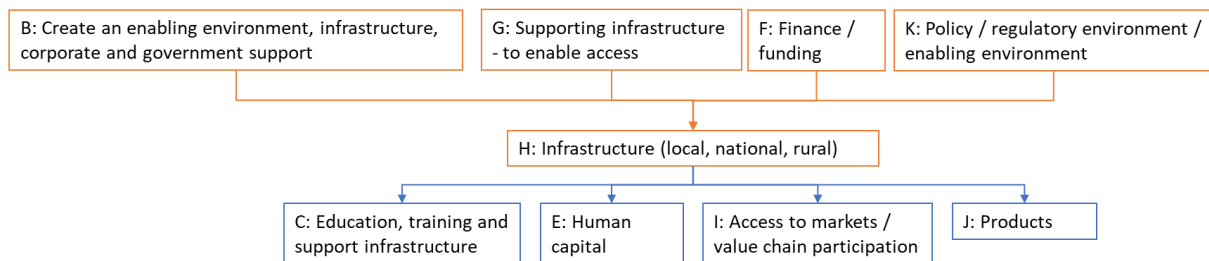 B: Create an enabling environment, infrastructure,
corporate and government support
G: Supporting infrastructure
- to enable access
F: Finance /
funding
K: Policy / regulatory environment /
enabling environment
H: Infrastructure (local, national, rural)
C: Education, training and
support infrastructure
E: Human
capital
I: Access to markets /
value chain participation
J: Products